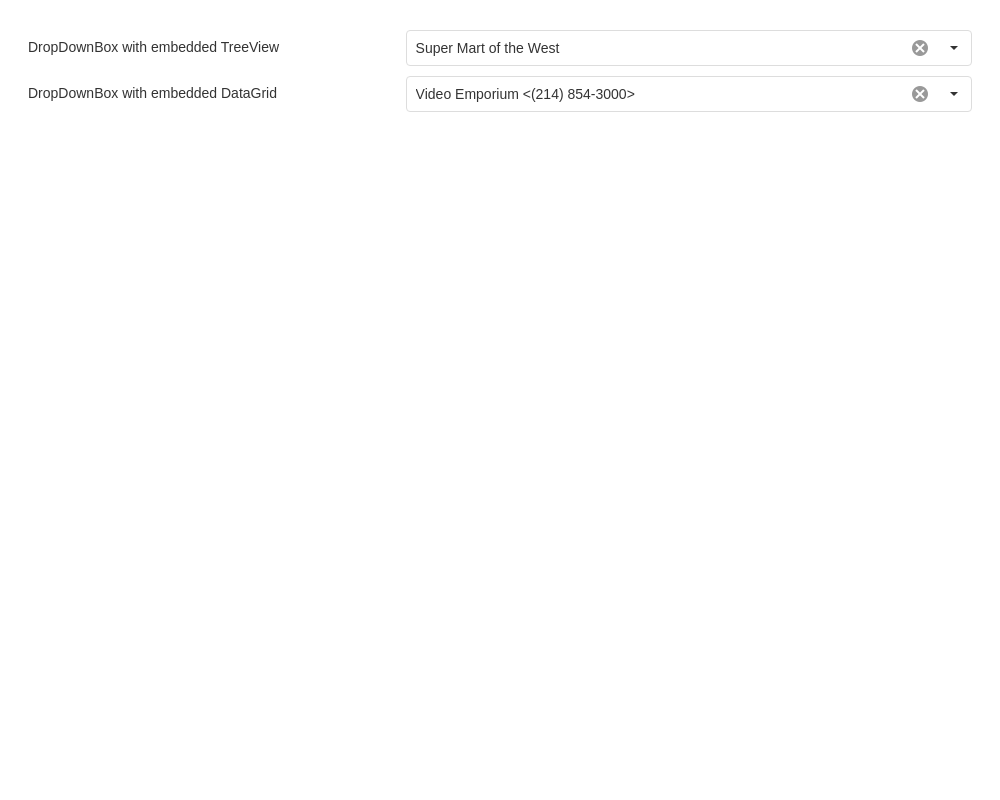 DropDownBox with embedded TreeView
Super Mart of the West
DropDownBox with embedded DataGrid
Video Emporium <(214) 854-3000>